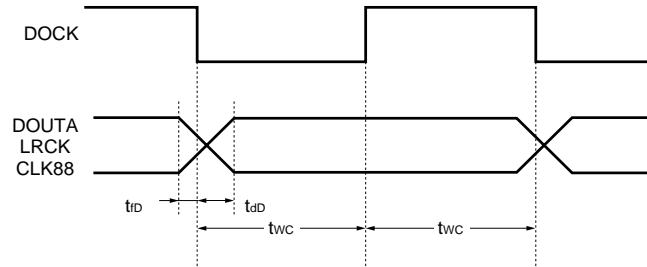 DOCK
DOUTA
LRCK
CLK88
tfD
tdD
twc
twc